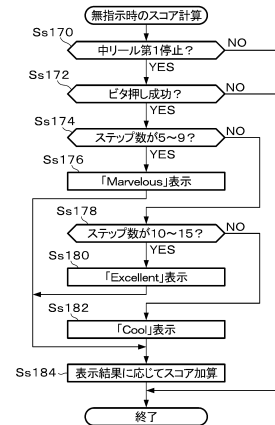 無指示時のスコア計算
Ss170
中リール第1停止？
NO
YES
Ss172
ビタ押し成功？
NO
YES
Ss174
ステップ数が5～9？
NO
YES
Ss176
「Marvelous」表示
Ss178
ステップ数が10～15？
NO
YES
Ss180
「Excellent」表示
Ss182
「Cool」表示
Ss184
表示結果に応じてスコア加算
終了